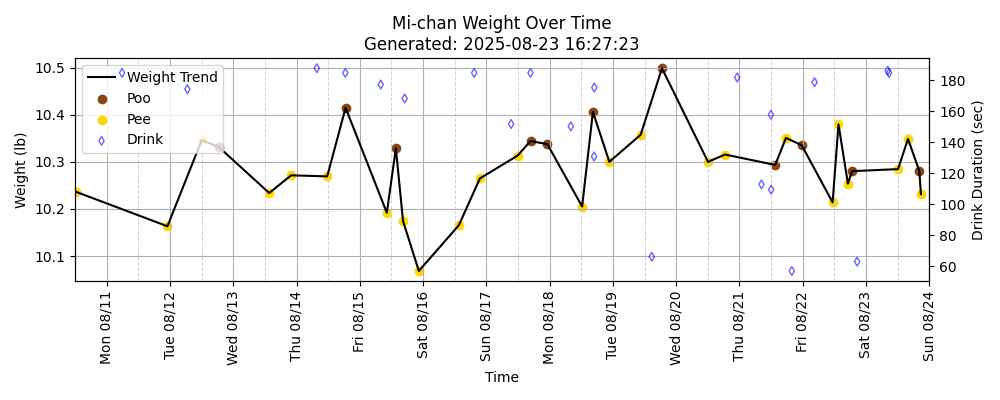 Mi-chan Weight Over Time
Generated: 2025-08-23 16:27:23
Weight (lb)
10.5
10.4
10.3
10.2
10.1
Weight Trend
Poo
Pee
Drink
180
160
140
120
100
80
60
Drink Duration (sec)
Mon 08/11
Tue 08/12
Wed 08/13
Thu 08/14
Fri 08/15
Sat 08/16
Sun 08/17
Mon 08/18
Tue 08/19
Wed 08/20
Thu 08/21
Fri 08/22
Sat 08/23
Sun 08/24
Time